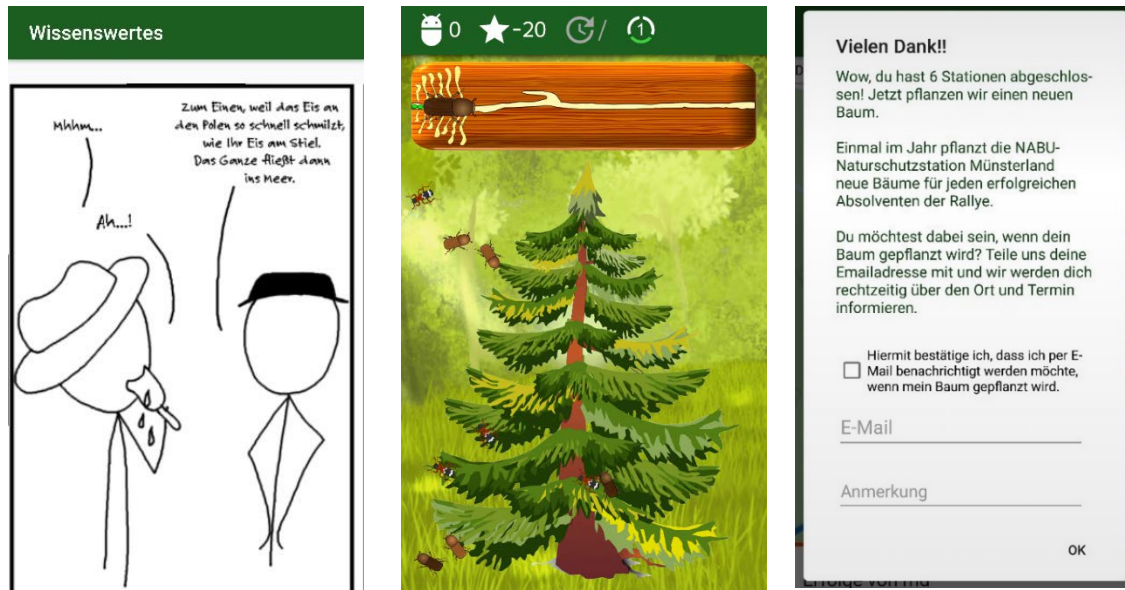 Wissenswertes
Mhhm...
Zum Einen, weil das Eis an
den Polen so schnell schmilzt,
wie Ihr Eis am Stiel.
Das Ganze fließt dann
ins Meer.
Ah...!
0 -20 / 1
Vielen Dank!!
Wow, du hast 6 Stationen abgeschlos-
sen! Jetzt pflanzen wir einen neuen
Baum.
Einmal im Jahr pflanzt die NABU-
Naturschutzstation Münsterland
neue Bäume für jeden erfolgreichen
Absolventen der Rallye.
Du möchtest dabei sein, wenn dein
Baum gepflanzt wird? Teile uns deine
Emailadresse mit und wir werden dich
rechtzeitig über den Ort und Termin
informieren.
Hiermit bestätige ich, dass ich per E-
Mail benachrichtigt werden möchte,
wenn mein Baum gepflanzt wird.
E-Mail
Anmerkung
OK